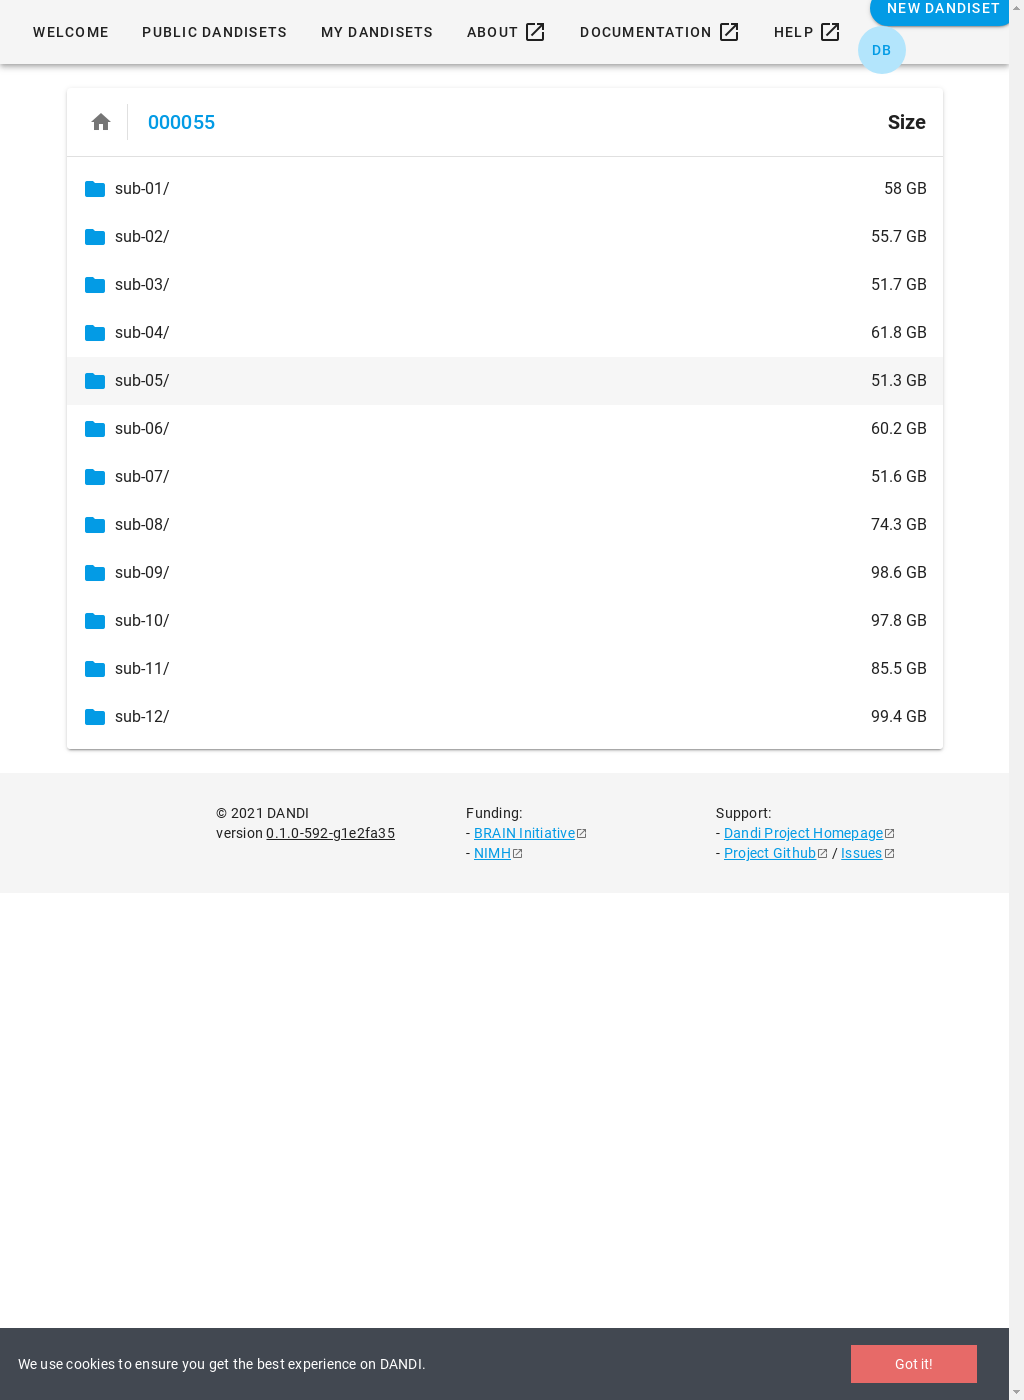 WELCOME PUBLIC DANDISETS MY DANDISETS ABOUT DOCUMENTATION HELP NEW DANDISET
DB
000055 Size
sub-01/ 58 GB
sub-02/ 55.7 GB
sub-03/ 51.7 GB
sub-04/ 61.8 GB
sub-05/ 51.3 GB
sub-06/ 60.2 GB
sub-07/ 51.6 GB
sub-08/ 74.3 GB
sub-09/ 98.6 GB
sub-10/ 97.8 GB
sub-11/ 85.5 GB
sub-12/ 99.4 GB
© 2021 DANDI
version 0.1.0-592-g1e2fa35
Funding:
- BRAIN Initiative
- NIMH
Support:
- Dandi Project Homepage
- Project Github / Issues
We use cookies to ensure you get the best experience on DANDI. Got it!